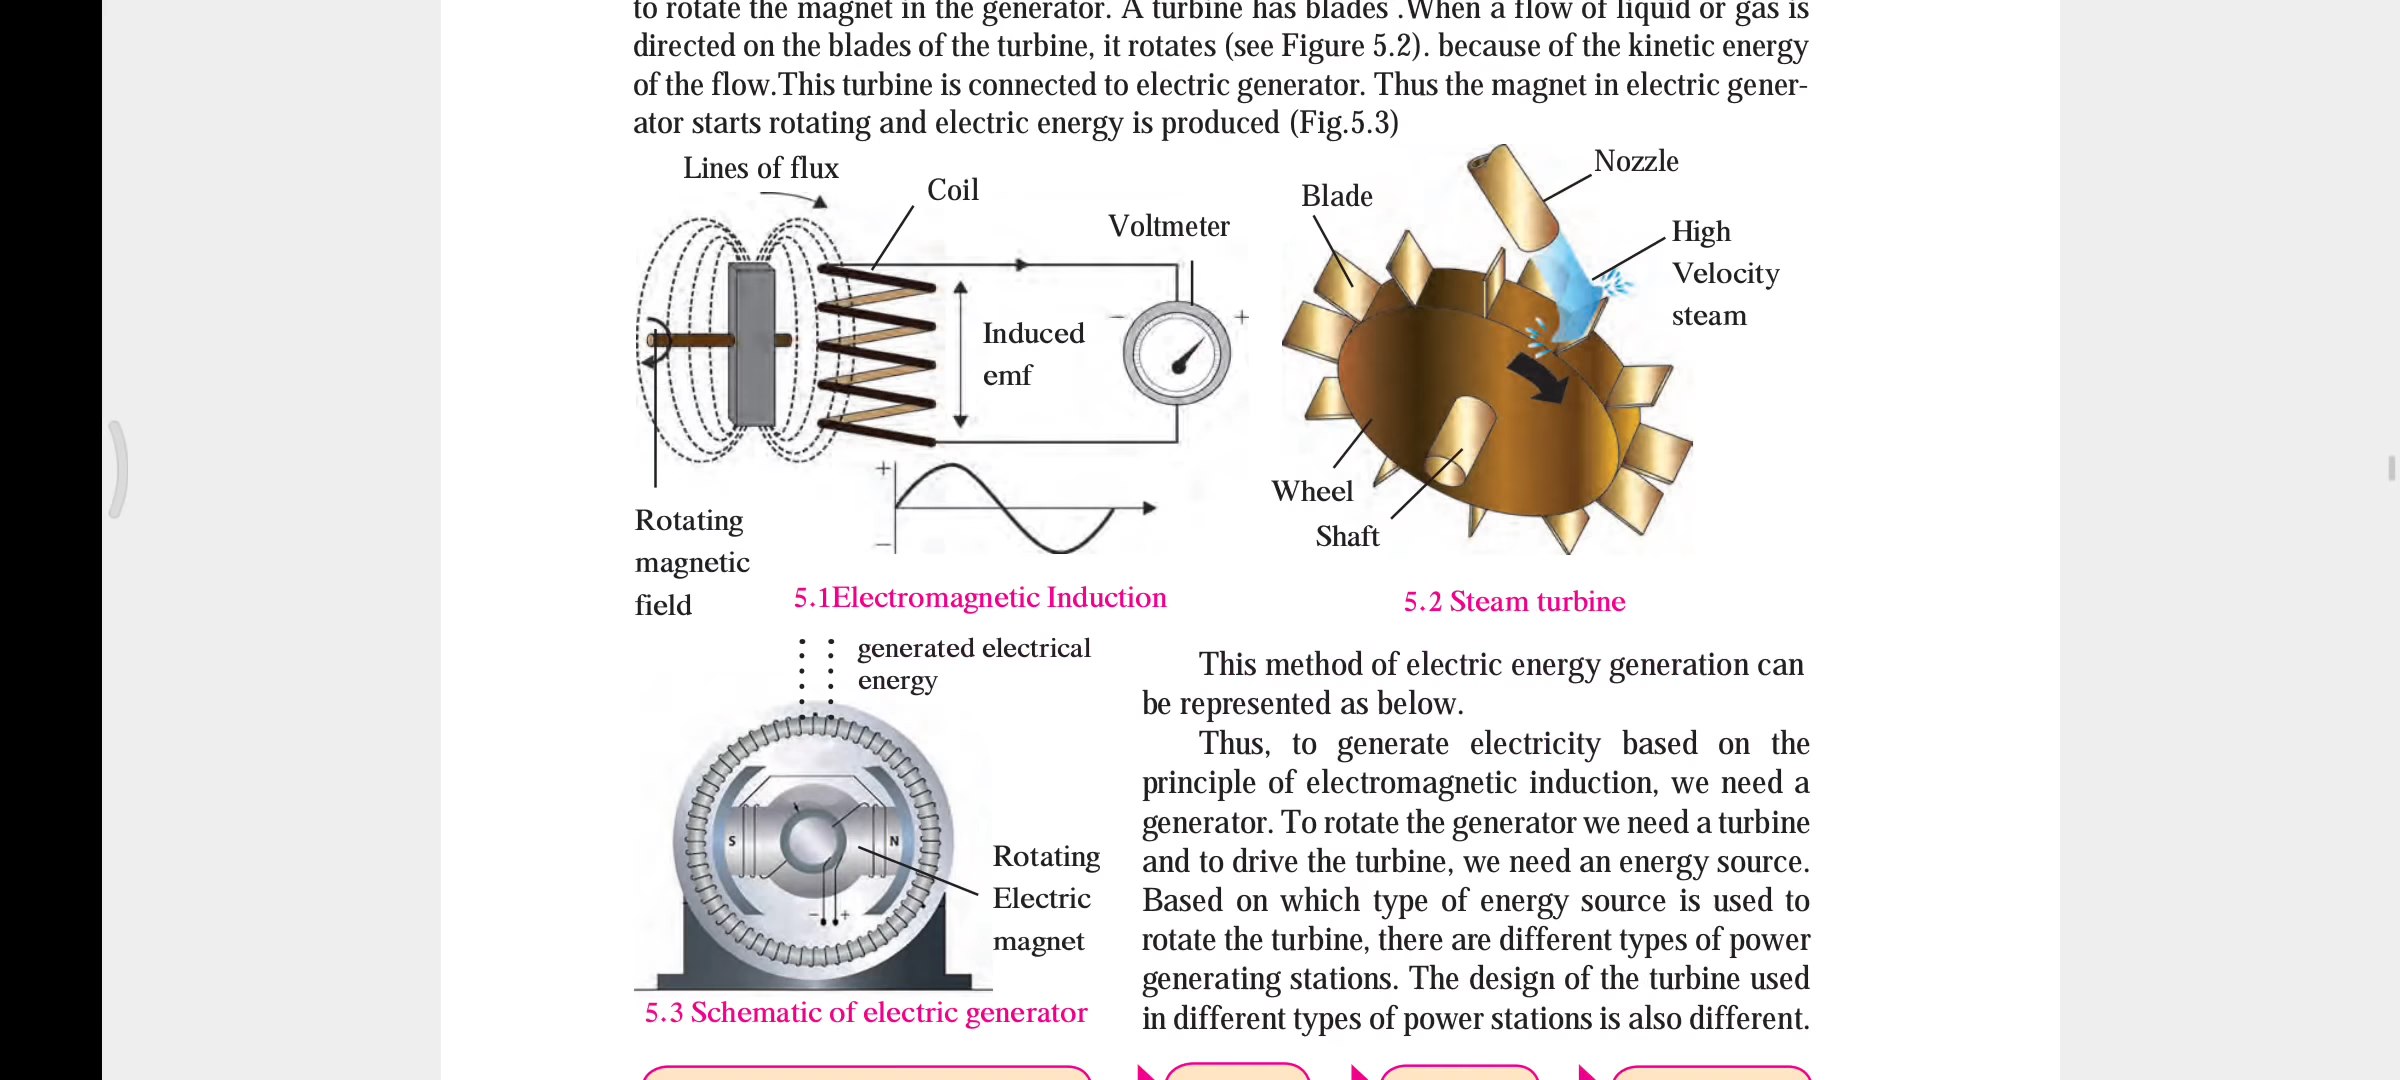 to rotate the magnet in the generator. A turbine has blades .When a flow of liquid or gas is
directed on the blades of the turbine, it rotates (see Figure 5.2). because of the kinetic energy
of the flow.This turbine is connected to electric generator. Thus the magnet in electric gener-
ator starts rotating and electric energy is produced (Fig.5.3)
Lines of flux
Coil
Voltmeter
Induced
emf
− +
+
−
Rotating
magnetic
field
5.1Electromagnetic Induction
Nozzle
Blade
High
Velocity
steam
Wheel
Shaft
5.2 Steam turbine
generated electrical
energy
S N
− +
Rotating
Electric
magnet
5.3 Schematic of electric generator
This method of electric energy generation can
be represented as below.
Thus, to generate electricity based on the
principle of electromagnetic induction, we need a
generator. To rotate the generator we need a turbine
and to drive the turbine, we need an energy source.
Based on which type of energy source is used to
rotate the turbine, there are different types of power
generating stations. The design of the turbine used
in different types of power stations is also different.